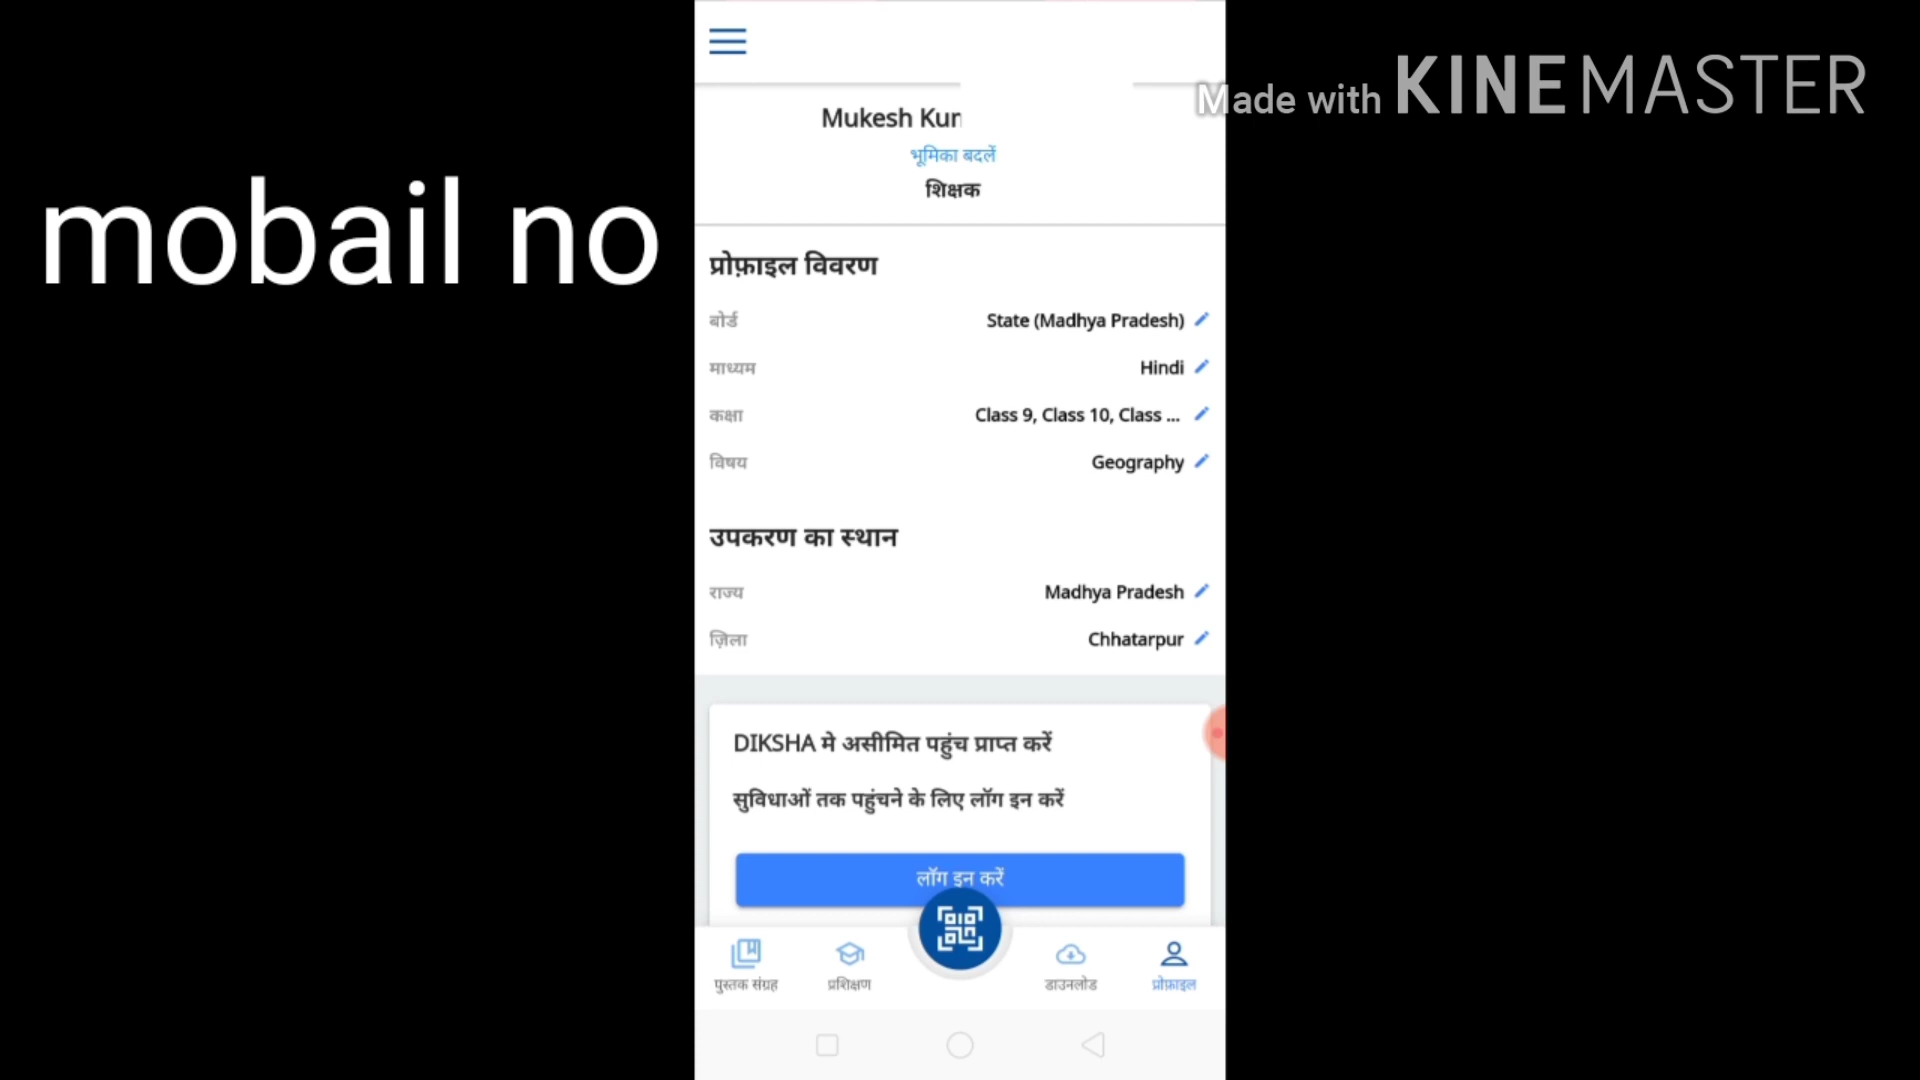 Made with KINEMASTER
mobail no
Mukesh Kum
भूमिका बदलें
शिक्षक
प्रोफ़ाइल विवरण
बोर्ड State (Madhya Pradesh)
माध्यम Hindi
कक्षा Class 9, Class 10, Class ...
विषय Geography
उपकरण का स्थान
राज्य Madhya Pradesh
ज़िला Chhatarpur
DIKSHA मे असीमित पहुंच प्राप्त करें
सुविधाओं तक पहुंचने के लिए लॉग इन करें
लॉग इन करें
पुस्तक संग्रह प्रशिक्षण डाउनलोड प्रोफ़ाइल